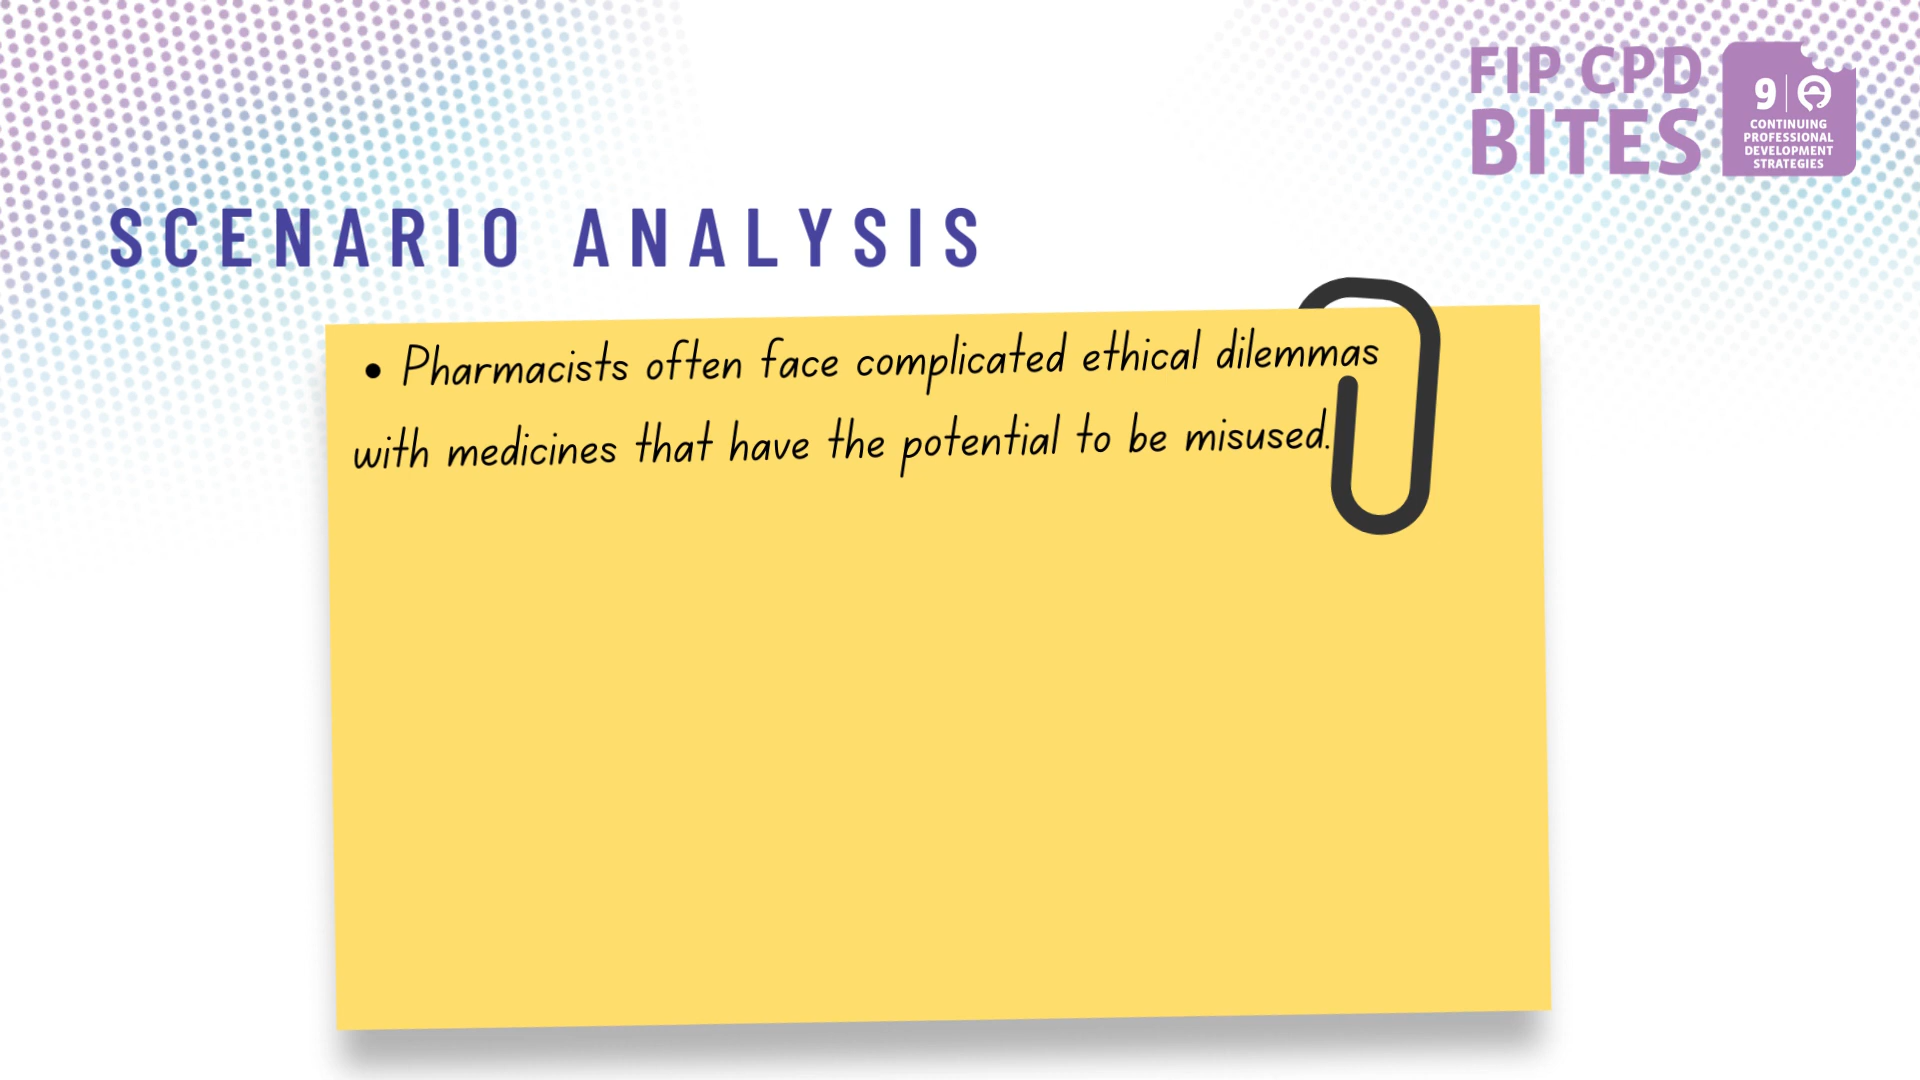 FIP CPD
BITES
9
CONTINUING
PROFESSIONAL
DEVELOPMENT
STRATEGIES
SCENARIO ANALYSIS
• Pharmacists often face complicated ethical dilemmas
with medicines that have the potential to be misused.